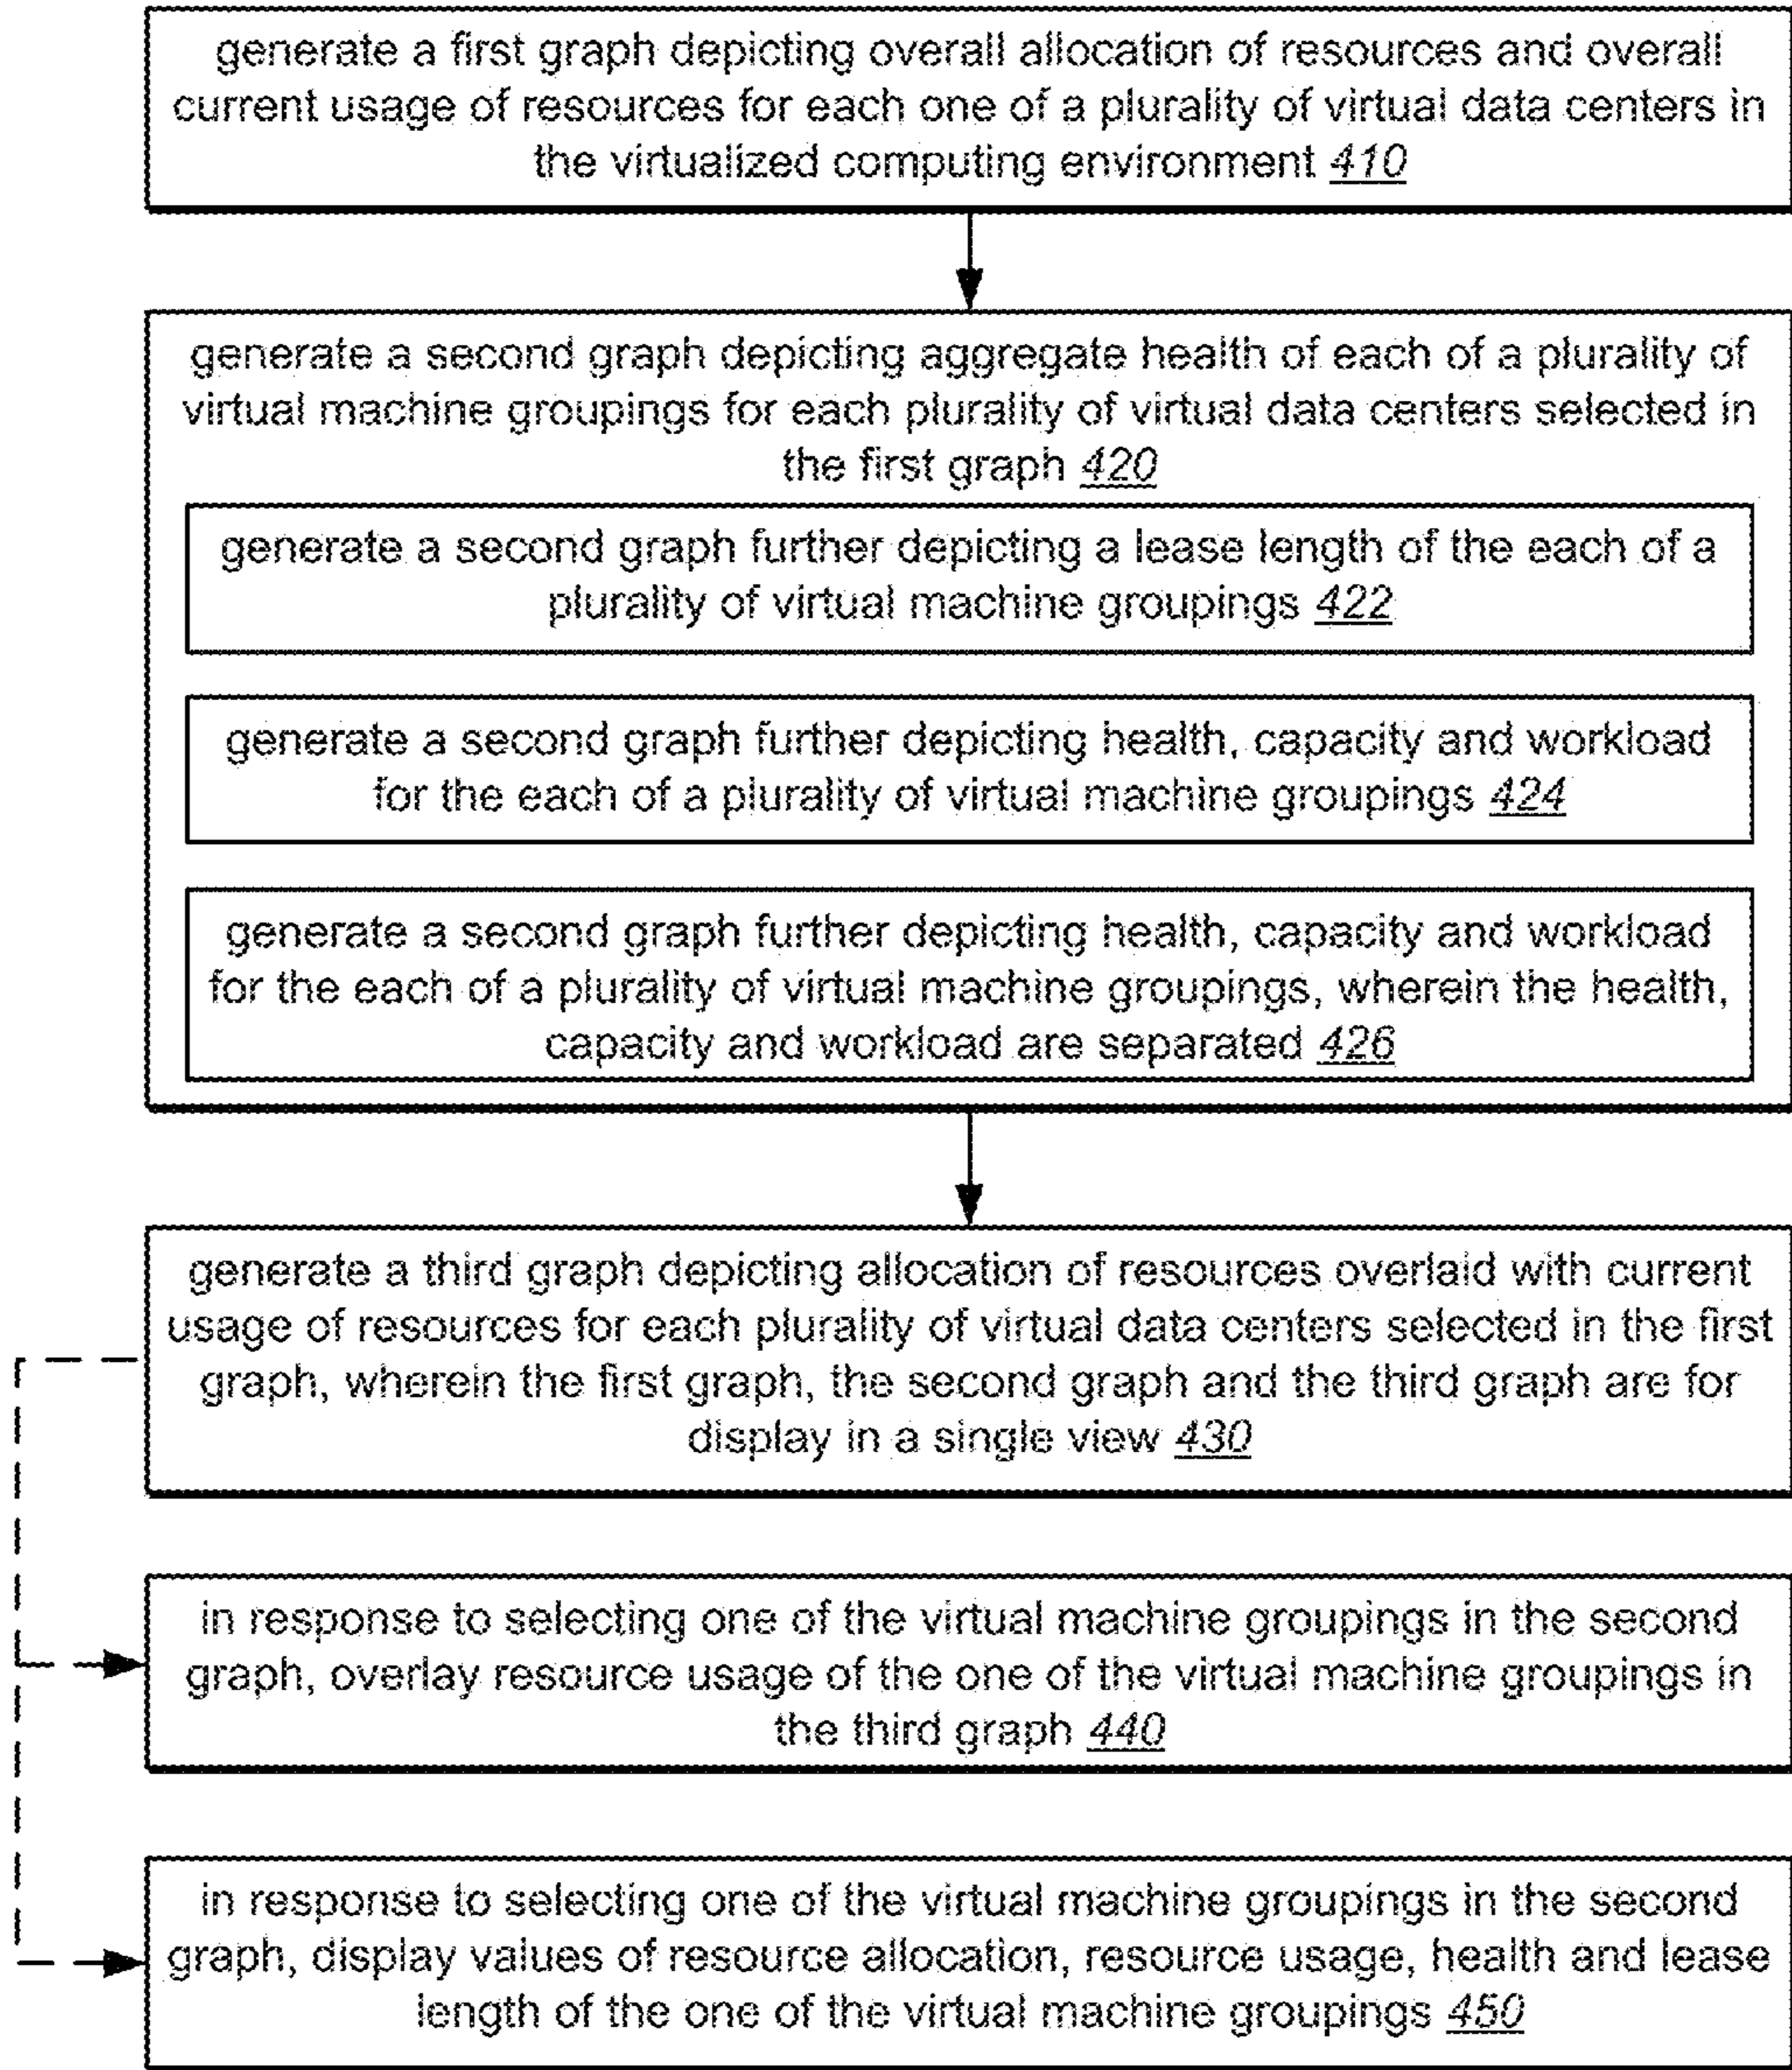 generate a first graph depicting overall allocation of resources and overall
current usage of resources for each one of a plurality of virtual data centers in
the virtualized computing environment 410
generate a second graph depicting aggregate health of each of a plurality of
virtual machine groupings for each plurality of virtual data centers selected in
the first graph 420
generate a second graph further depicting a lease length of the each of a
plurality of virtual machine groupings 422
generate a second graph further depicting health, capacity and workload
for the each of a plurality of virtual machine groupings 424
generate a second graph further depicting health, capacity and workload
for the each of a plurality of virtual machine groupings, wherein the health,
capacity and workload are separated 426
generate a third graph depicting allocation of resources overlaid with current
usage of resources for each plurality of virtual data centers selected in the first
graph, wherein the first graph, the second graph and the third graph are for
display in a single view 430
in response to selecting one of the virtual machine groupings in the second
graph, overlay resource usage of the one of the virtual machine groupings in
the third graph 440
in response to selecting one of the virtual machine groupings in the second
graph, display values of resource allocation, resource usage, health and lease
length of the one of the virtual machine groupings 450